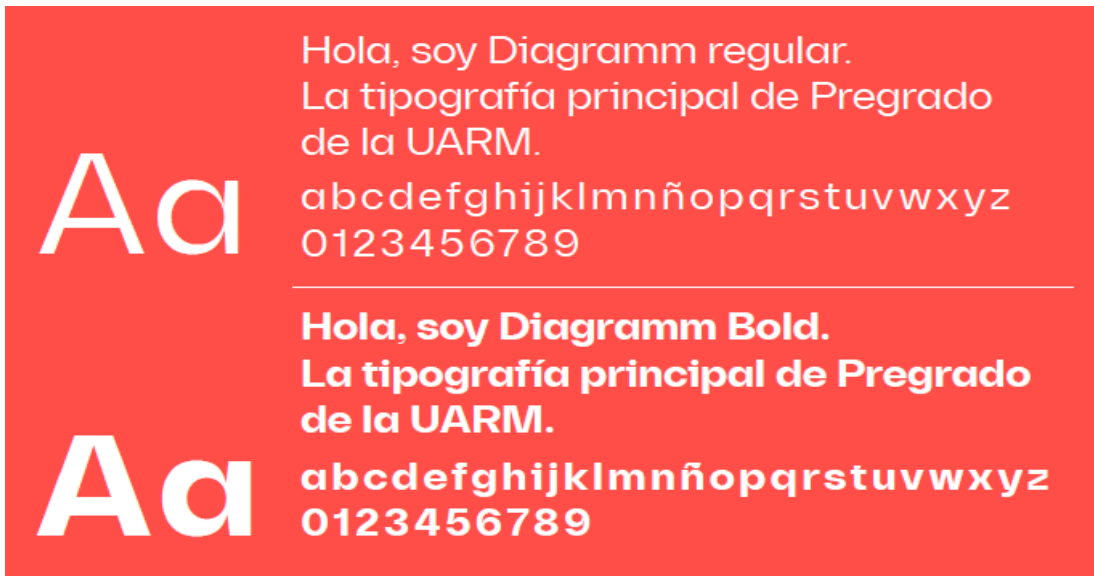 Aa
Hola, soy Diagramm regular.
La tipografía principal de Pregrado
de la UARM.
abcdefghijklmnñopqrstuvwxyz
0123456789
Aa
Hola, soy Diagramm Bold.
La tipografía principal de Pregrado
de la UARM.
abcdefghijklmnñopqrstuvwxyz
0123456789